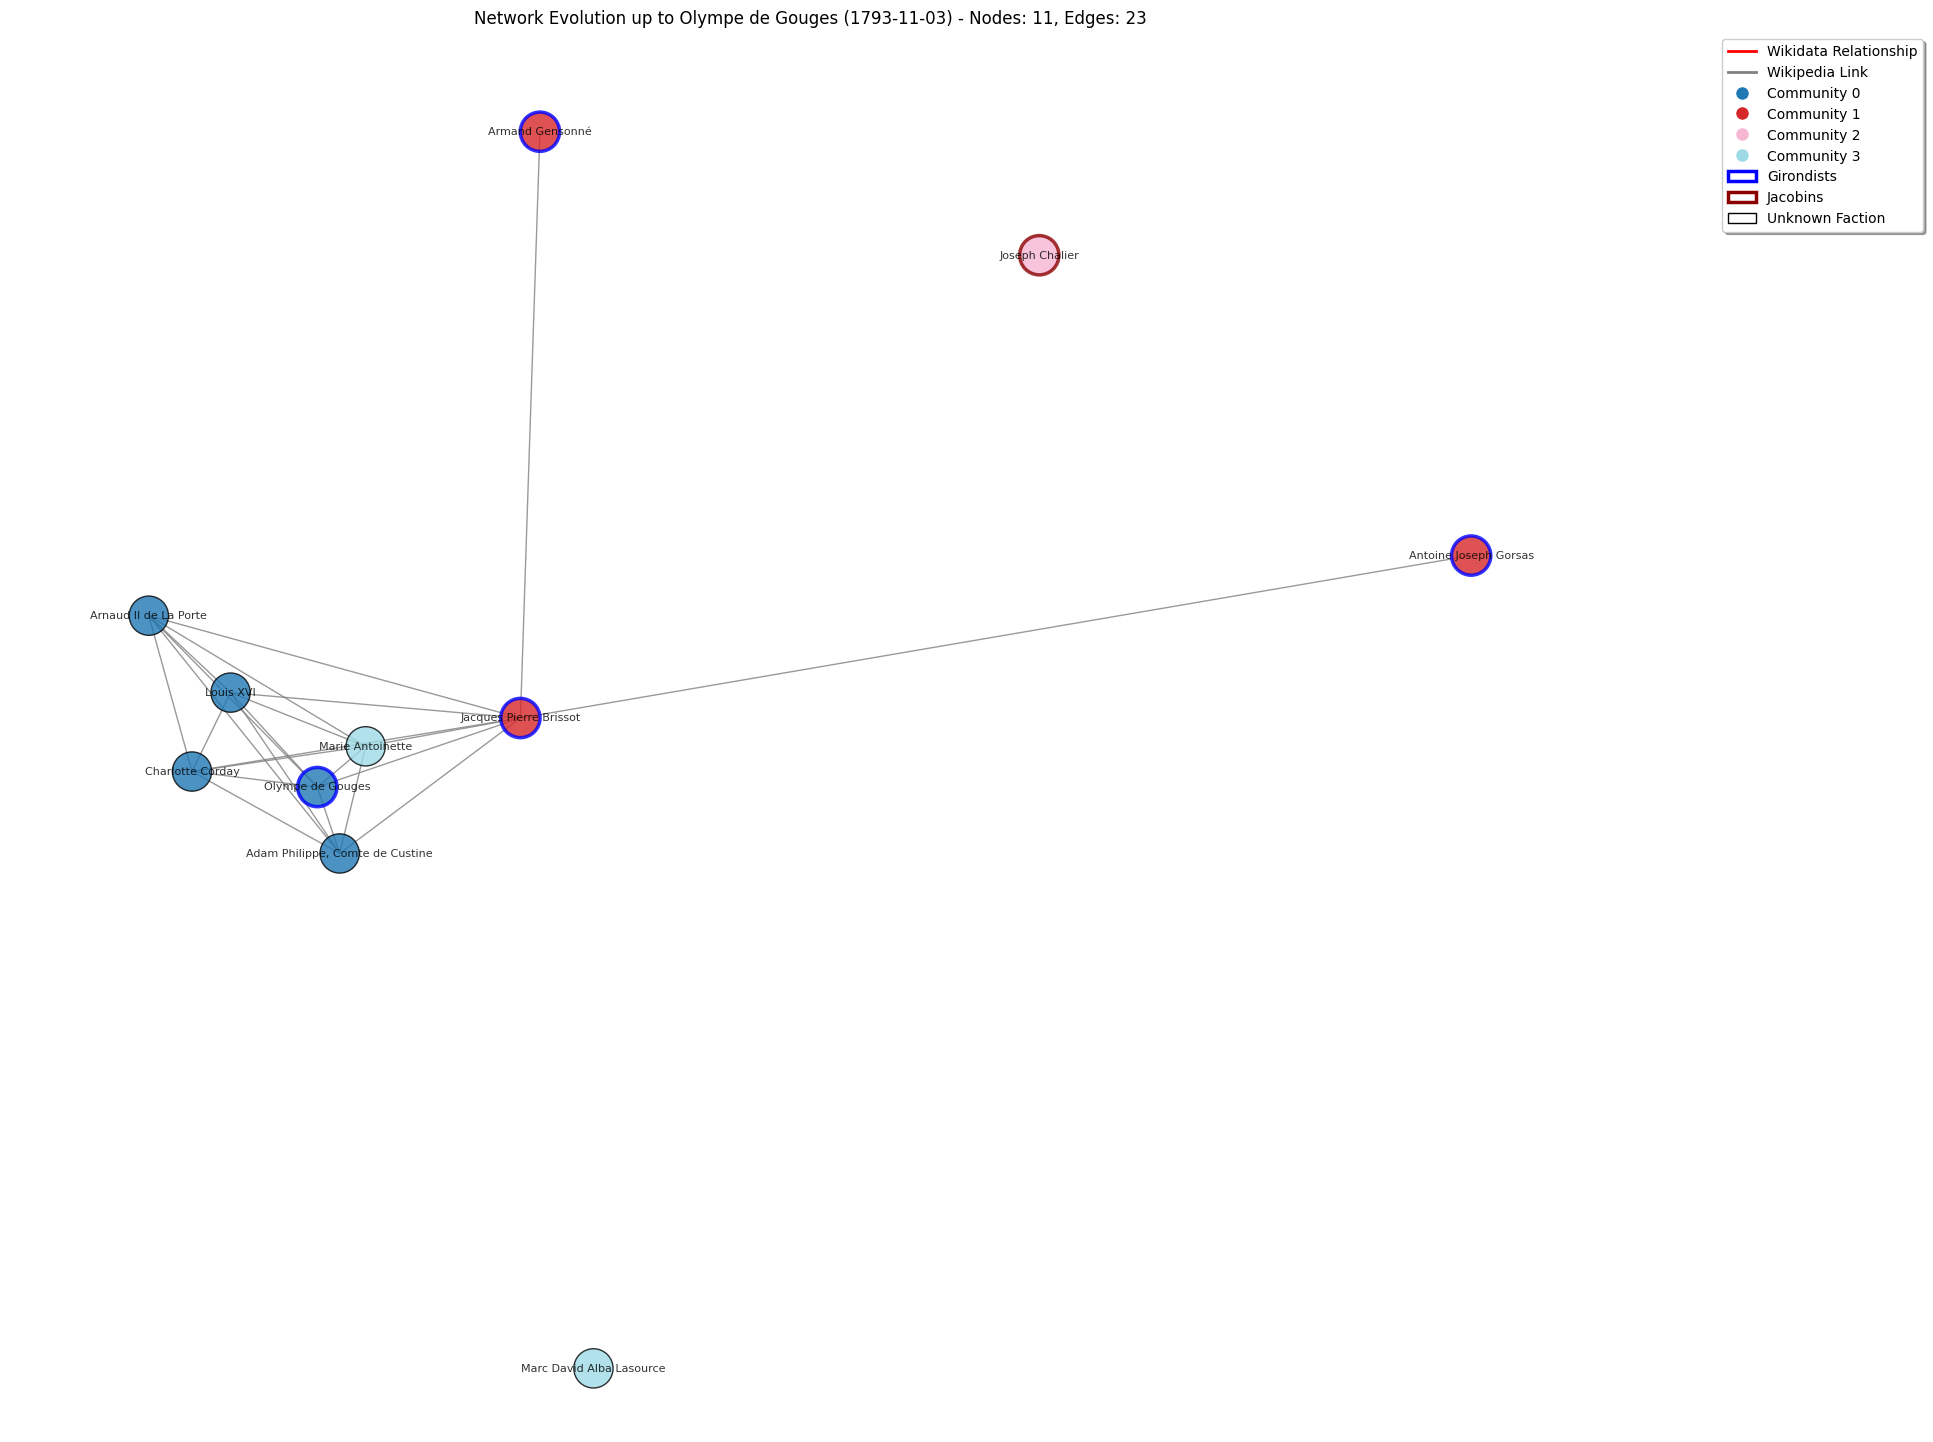 Network Evolution up to Olympe de Gouges (1793-11-03) - Nodes: 11, Edges: 23
Wikidata Relationship
Wikipedia Link
Community 0
Community 1
Community 2
Community 3
Girondists
Jacobins
Unknown Faction
Armand Gensonné
Joseph Chalier
Antoine Joseph Gorsas
Arnaud II de La Porte
Louis XVI
Jacques Pierre Brissot
Marie Antoinette
Charlotte Corday
Olympe de Gouges
Adam Philippe, Comte de Custine
Marc David Alba Lasource